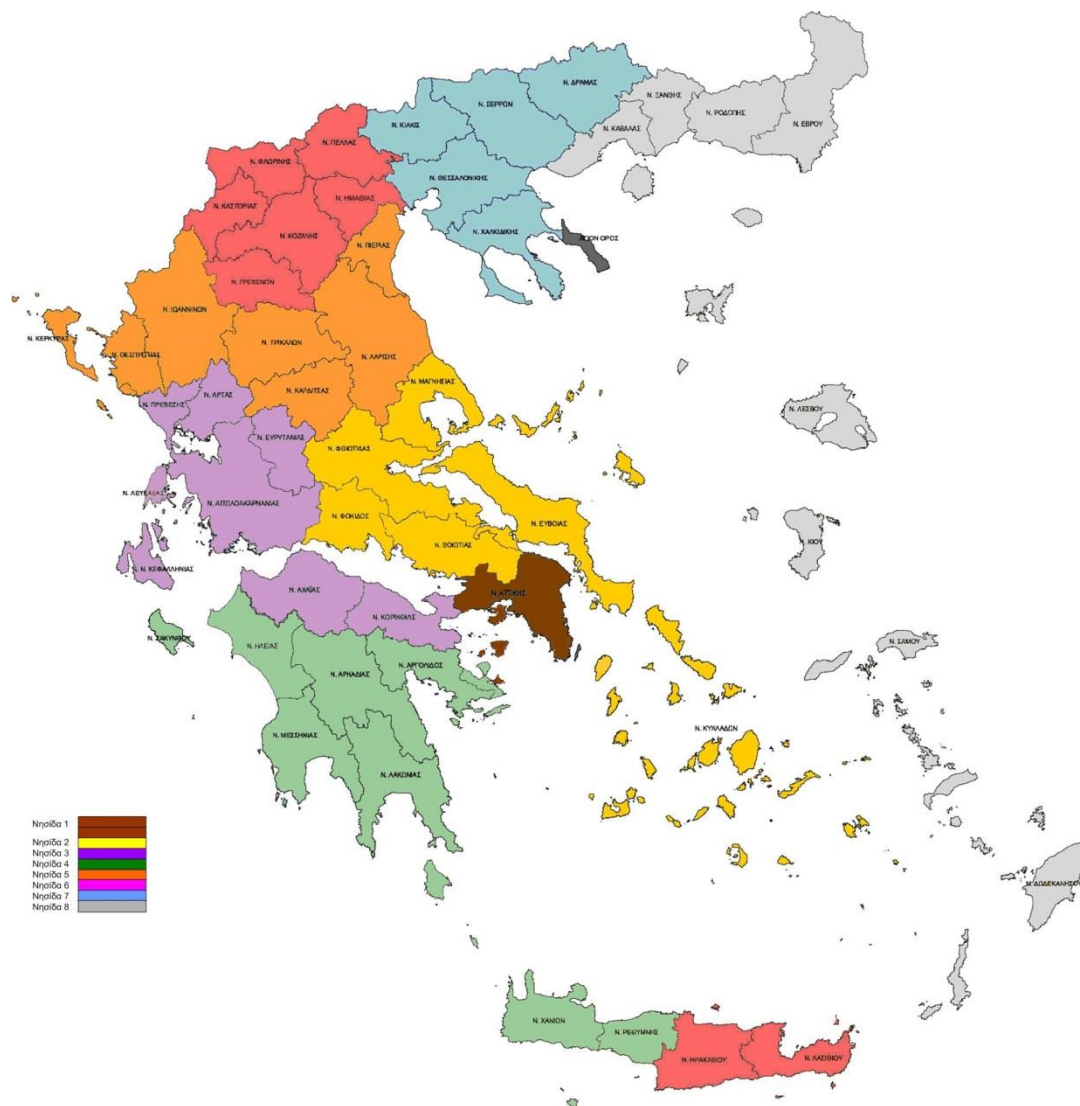 Ν. ΔΡΑΜΑΣ
Ν. ΞΑΝΘΗΣ
Ν. ΣΕΡΡΩΝ
Ν. ΡΟΔΟΠΗΣ
Ν. ΚΙΛΚΙΣ
Ν. ΚΑΒΑΛΑΣ
Ν. ΕΒΡΟΥ
Ν. ΠΕΛΛΑΣ
Ν. ΦΛΩΡΙΝΗΣ
Ν. ΘΕΣΣΑΛΟΝΙΚΗΣ
Ν. ΗΜΑΘΙΑΣ
Ν. ΚΑΣΤΟΡΙΑΣ
Ν. ΧΑΛΚΙΔΙΚΗΣ
Ν. ΚΟΖΑΝΗΣ
ΑΓΙΟΝ ΟΡΟΣ
Ν. ΠΙΕΡΙΑΣ
Ν. ΓΡΕΒΕΝΩΝ
Ν. ΙΩΑΝΝΙΝΩΝ
Ν. ΚΕΡΚΥΡΑΣ
Ν. ΤΡΙΚΑΛΩΝ
Ν. ΘΕΣΠΡΩΤΙΑΣ
Ν. ΛΑΡΙΣΗΣ
Ν. ΜΑΓΝΗΣΙΑΣ
Ν. ΚΑΡΔΙΤΣΑΣ
Ν. ΑΡΤΑΣ
Ν. ΠΡΕΒΕΖΗΣ
Ν. ΛΕΣΒΟΥ
Ν. ΕΥΡΥΤΑΝΙΑΣ
Ν. ΦΘΙΩΤΙΔΑΣ
Ν. ΛΕΥΚΑΔΑΣ
Ν. ΑΙΤΩΛΟΑΚΑΡΝΑΝΙΑΣ
Ν. ΦΩΚΙΔΟΣ
Ν. ΕΥΒΟΙΑΣ
Ν. ΧΙΟΥ
Ν. ΒΟΙΩΤΙΑΣ
Ν. ΚΕΦΑΛΛΗΝΙΑΣ
Ν. ΑΧΑΪΑΣ
Ν. ΑΤΤΙΚΗΣ
Ν. ΚΟΡΙΝΘΙΑΣ
Ν. ΖΑΚΥΝΘΟΥ
Ν. ΗΛΕΙΑΣ
Ν. ΣΑΜΟΥ
Ν. ΑΡΓΟΛΙΔΟΣ
Ν. ΑΡΚΑΔΙΑΣ
Ν. ΚΥΚΛΑΔΩΝ
Ν. ΜΕΣΣΗΝΙΑΣ
Ν. ΛΑΚΩΝΙΑΣ
Νησίδα 1
Νησίδα 2
Νησίδα 3
Νησίδα 4
Νησίδα 5
Νησίδα 6
Νησίδα 7
Νησίδα 8
Ν. ΔΩΔΕΚΑΝΗΣΟΥ
Ν. ΧΑΝΙΩΝ
Ν. ΡΕΘΥΜΝΗΣ
Ν. ΗΡΑΚΛΕΙΟΥ
Ν. ΛΑΣΙΘΙΟΥ